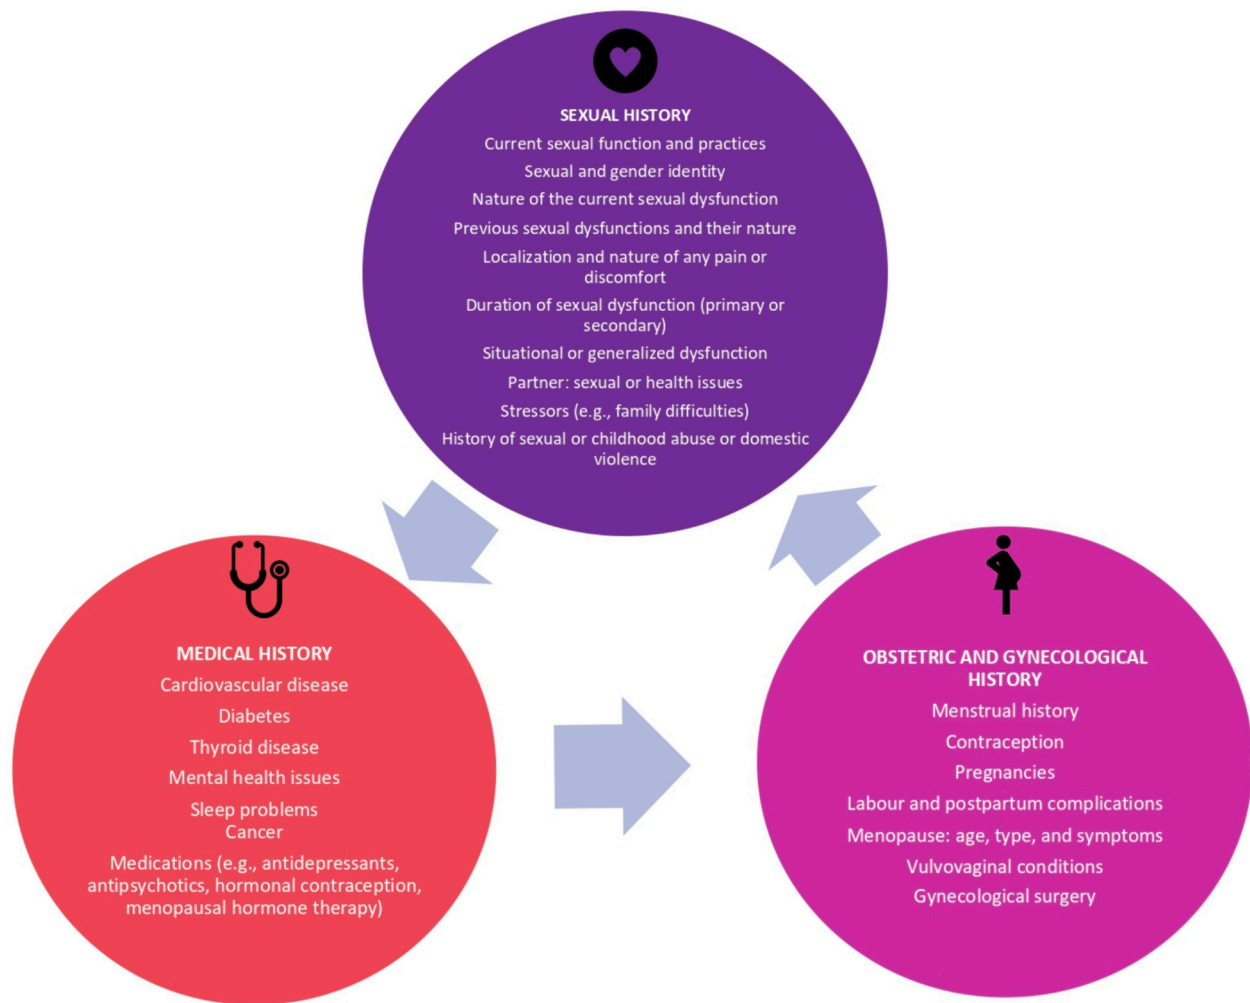 SEXUAL HISTORY
Current sexual function and practices
Sexual and gender identity
Nature of the current sexual dysfunction
Previous sexual dysfunctions and their nature
Localization and nature of any pain or
discomfort
Duration of sexual dysfunction (primary or
secondary)
Situational or generalized dysfunction
Partner: sexual or health issues
Stressors (e.g., family difficulties)
History of sexual or childhood abuse or domestic
violence
MEDICAL HISTORY
Cardiovascular disease
Diabetes
Thyroid disease
Mental health issues
Sleep problems
Cancer
Medications (e.g., antidepressants,
antipsychotics, hormonal contraception,
menopausal hormone therapy)
OBSTETRIC AND GYNECOLOGICAL
HISTORY
Menstrual history
Contraception
Pregnancies
Labour and postpartum complications
Menopause: age, type, and symptoms
Vulvovaginal conditions
Gynecological surgery